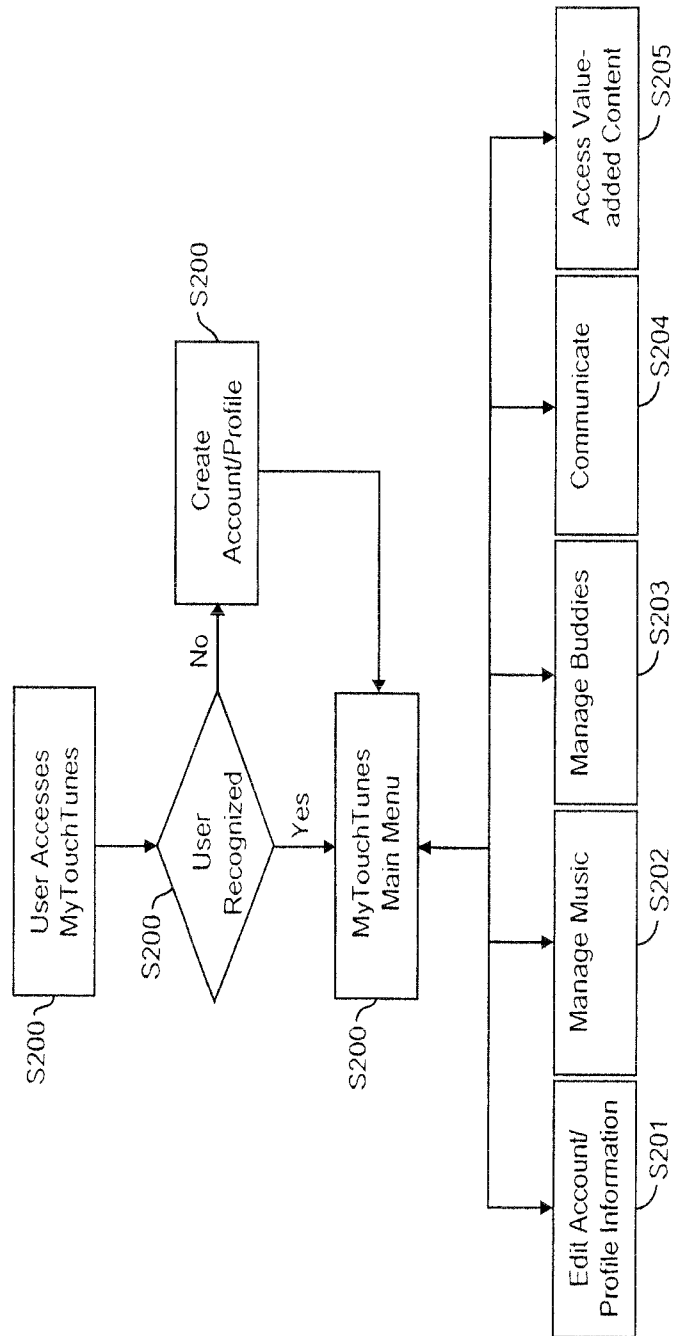 User Accesses
MyTouchTunes
S200
User
Recognized
S200
No
Yes
Create
Account/Profile
S200
MyTouchTunes
Main Menu
S200
Edit Account/
Profile Information
S201
Manage Music
S202
Manage Buddies
S203
Communicate
S204
Access Value-
added Content
S205